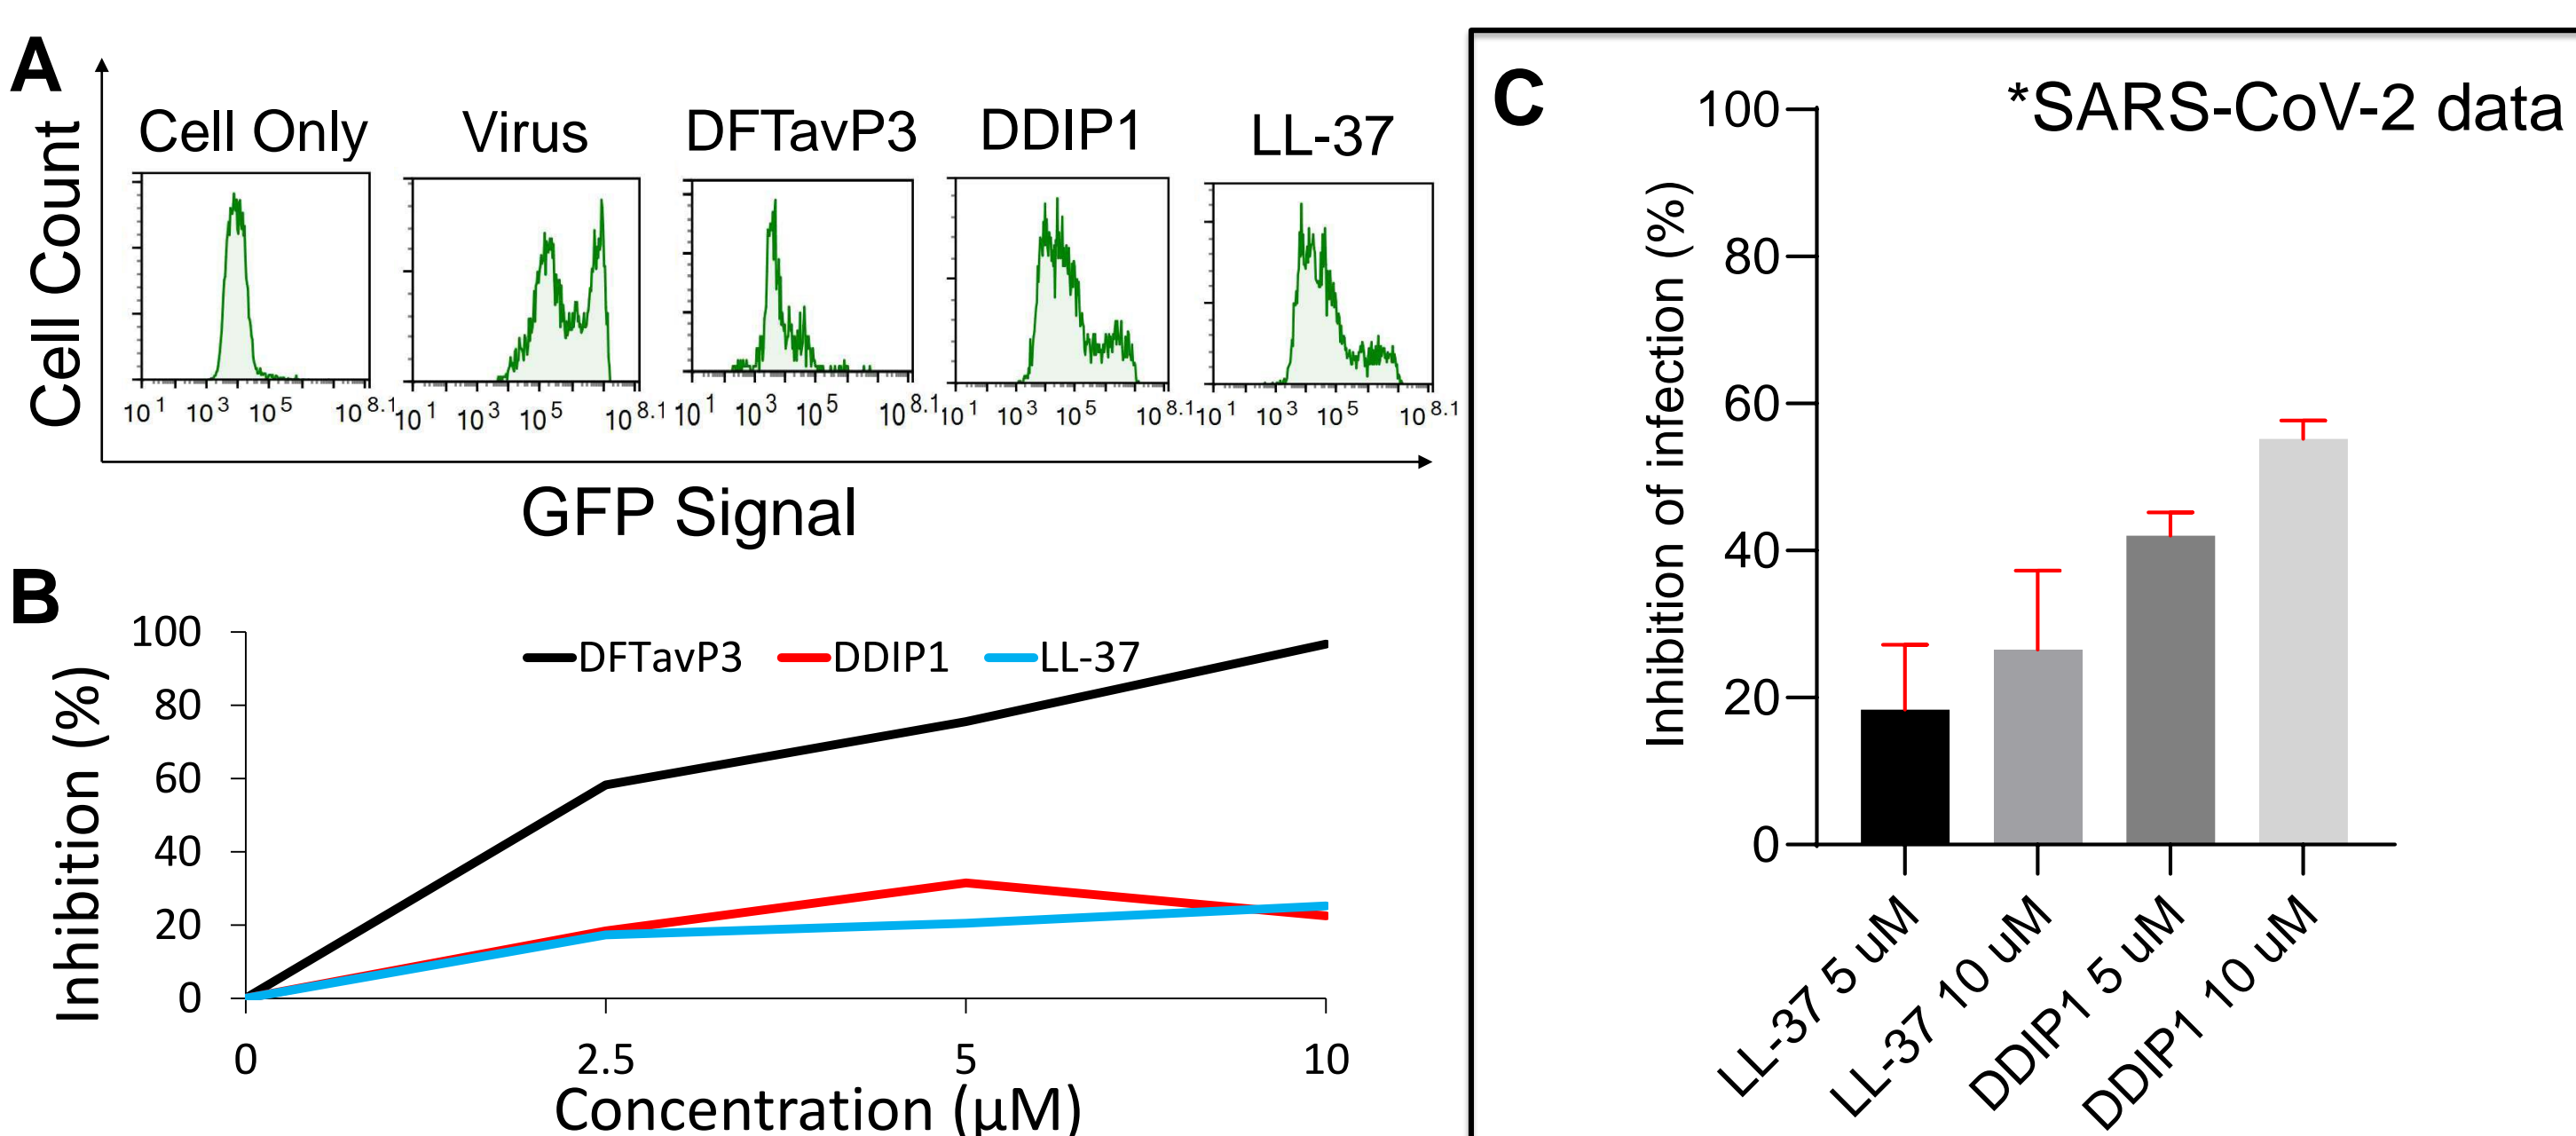 A
Cell Count
Cell Only
Virus
DFTavP3
DDIP1
LL-37
10 1 10 3 10 5 10 8.1
10 1 10 3 10 5 10 8.1
10 1 10 3 10 5 10 8.1
10 1 10 3 10 5 10 8.1
10 1 10 3 10 5 10 8.1
GFP Signal
B
Inhibition (%)
100
80
60
40
20
0
DFTavP3 DDIP1 LL-37
0 2.5 5 10
Concentration (µM)
C
*SARS-CoV-2 data
Inhibition of infection (%)
100
80
60
40
20
0
LL-37 5 uM
LL-37 10 uM
DDIP1 5 uM
DDIP1 10 uM